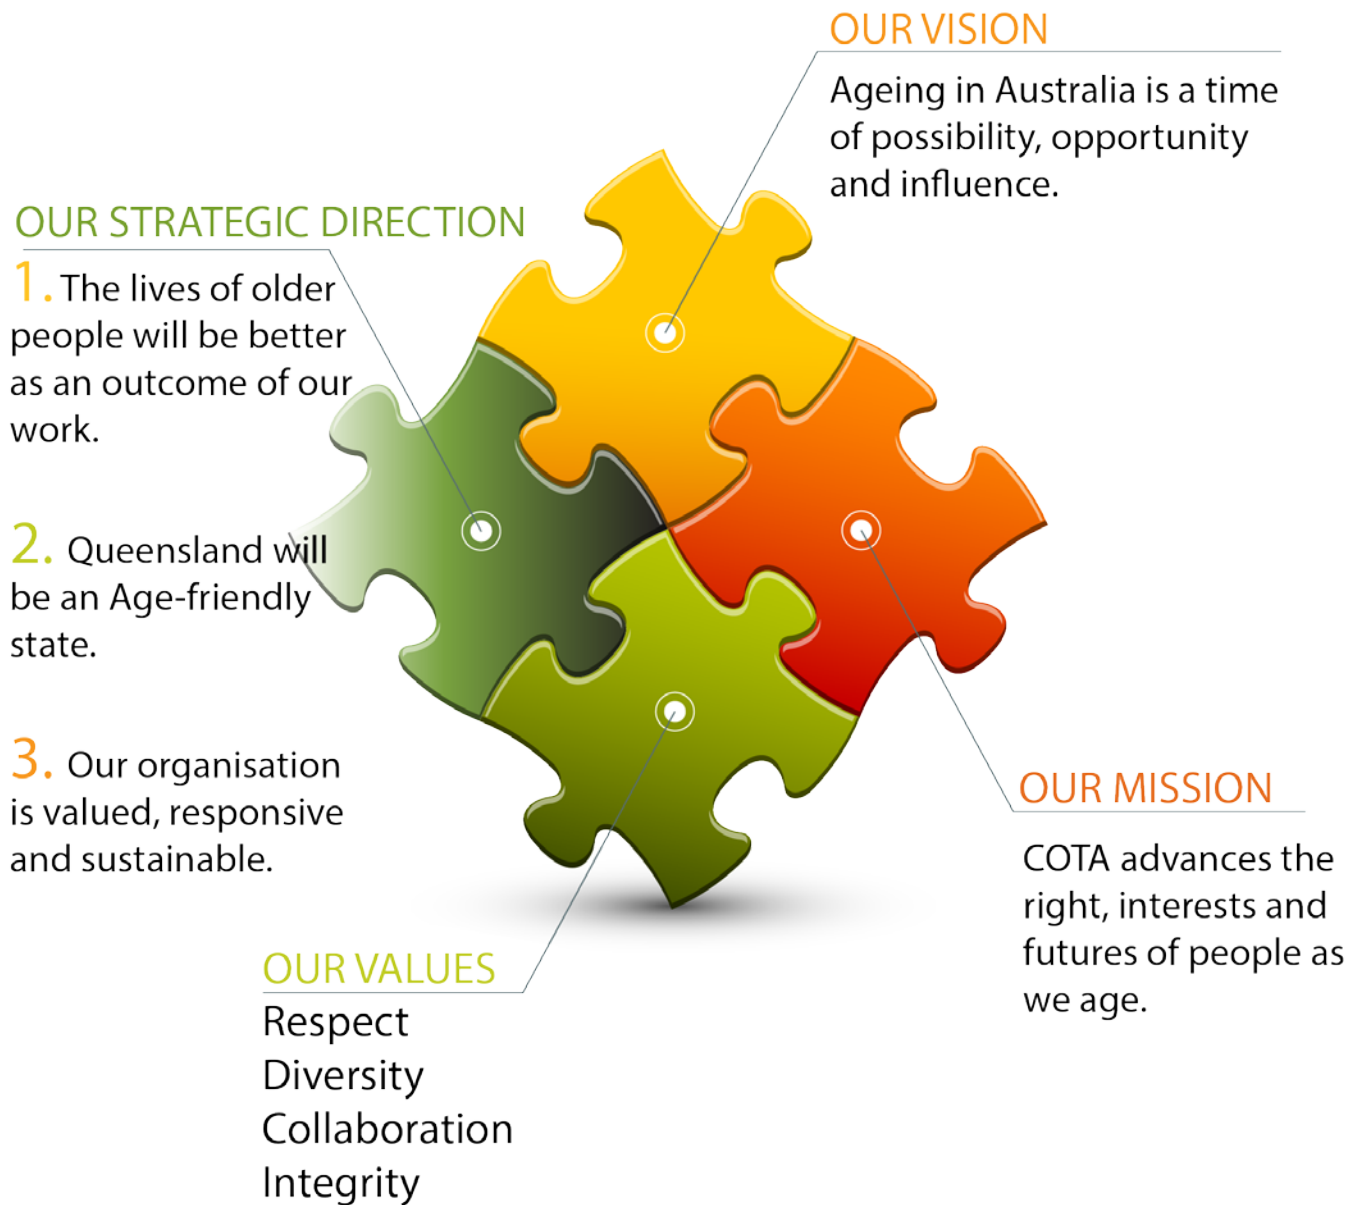 OUR VISION
Ageing in Australia is a time
of possibility, opportunity
and influence.
OUR STRATEGIC DIRECTION
1. The lives of older
people will be better
as an outcome of our
work.
2. Queensland will
be an Age-friendly
state.
3. Our organisation
is valued, responsive
and sustainable.
OUR MISSION
COTA advances the
right, interests and
futures of people as
we age.
OUR VALUES
Respect
Diversity
Collaboration
Integrity